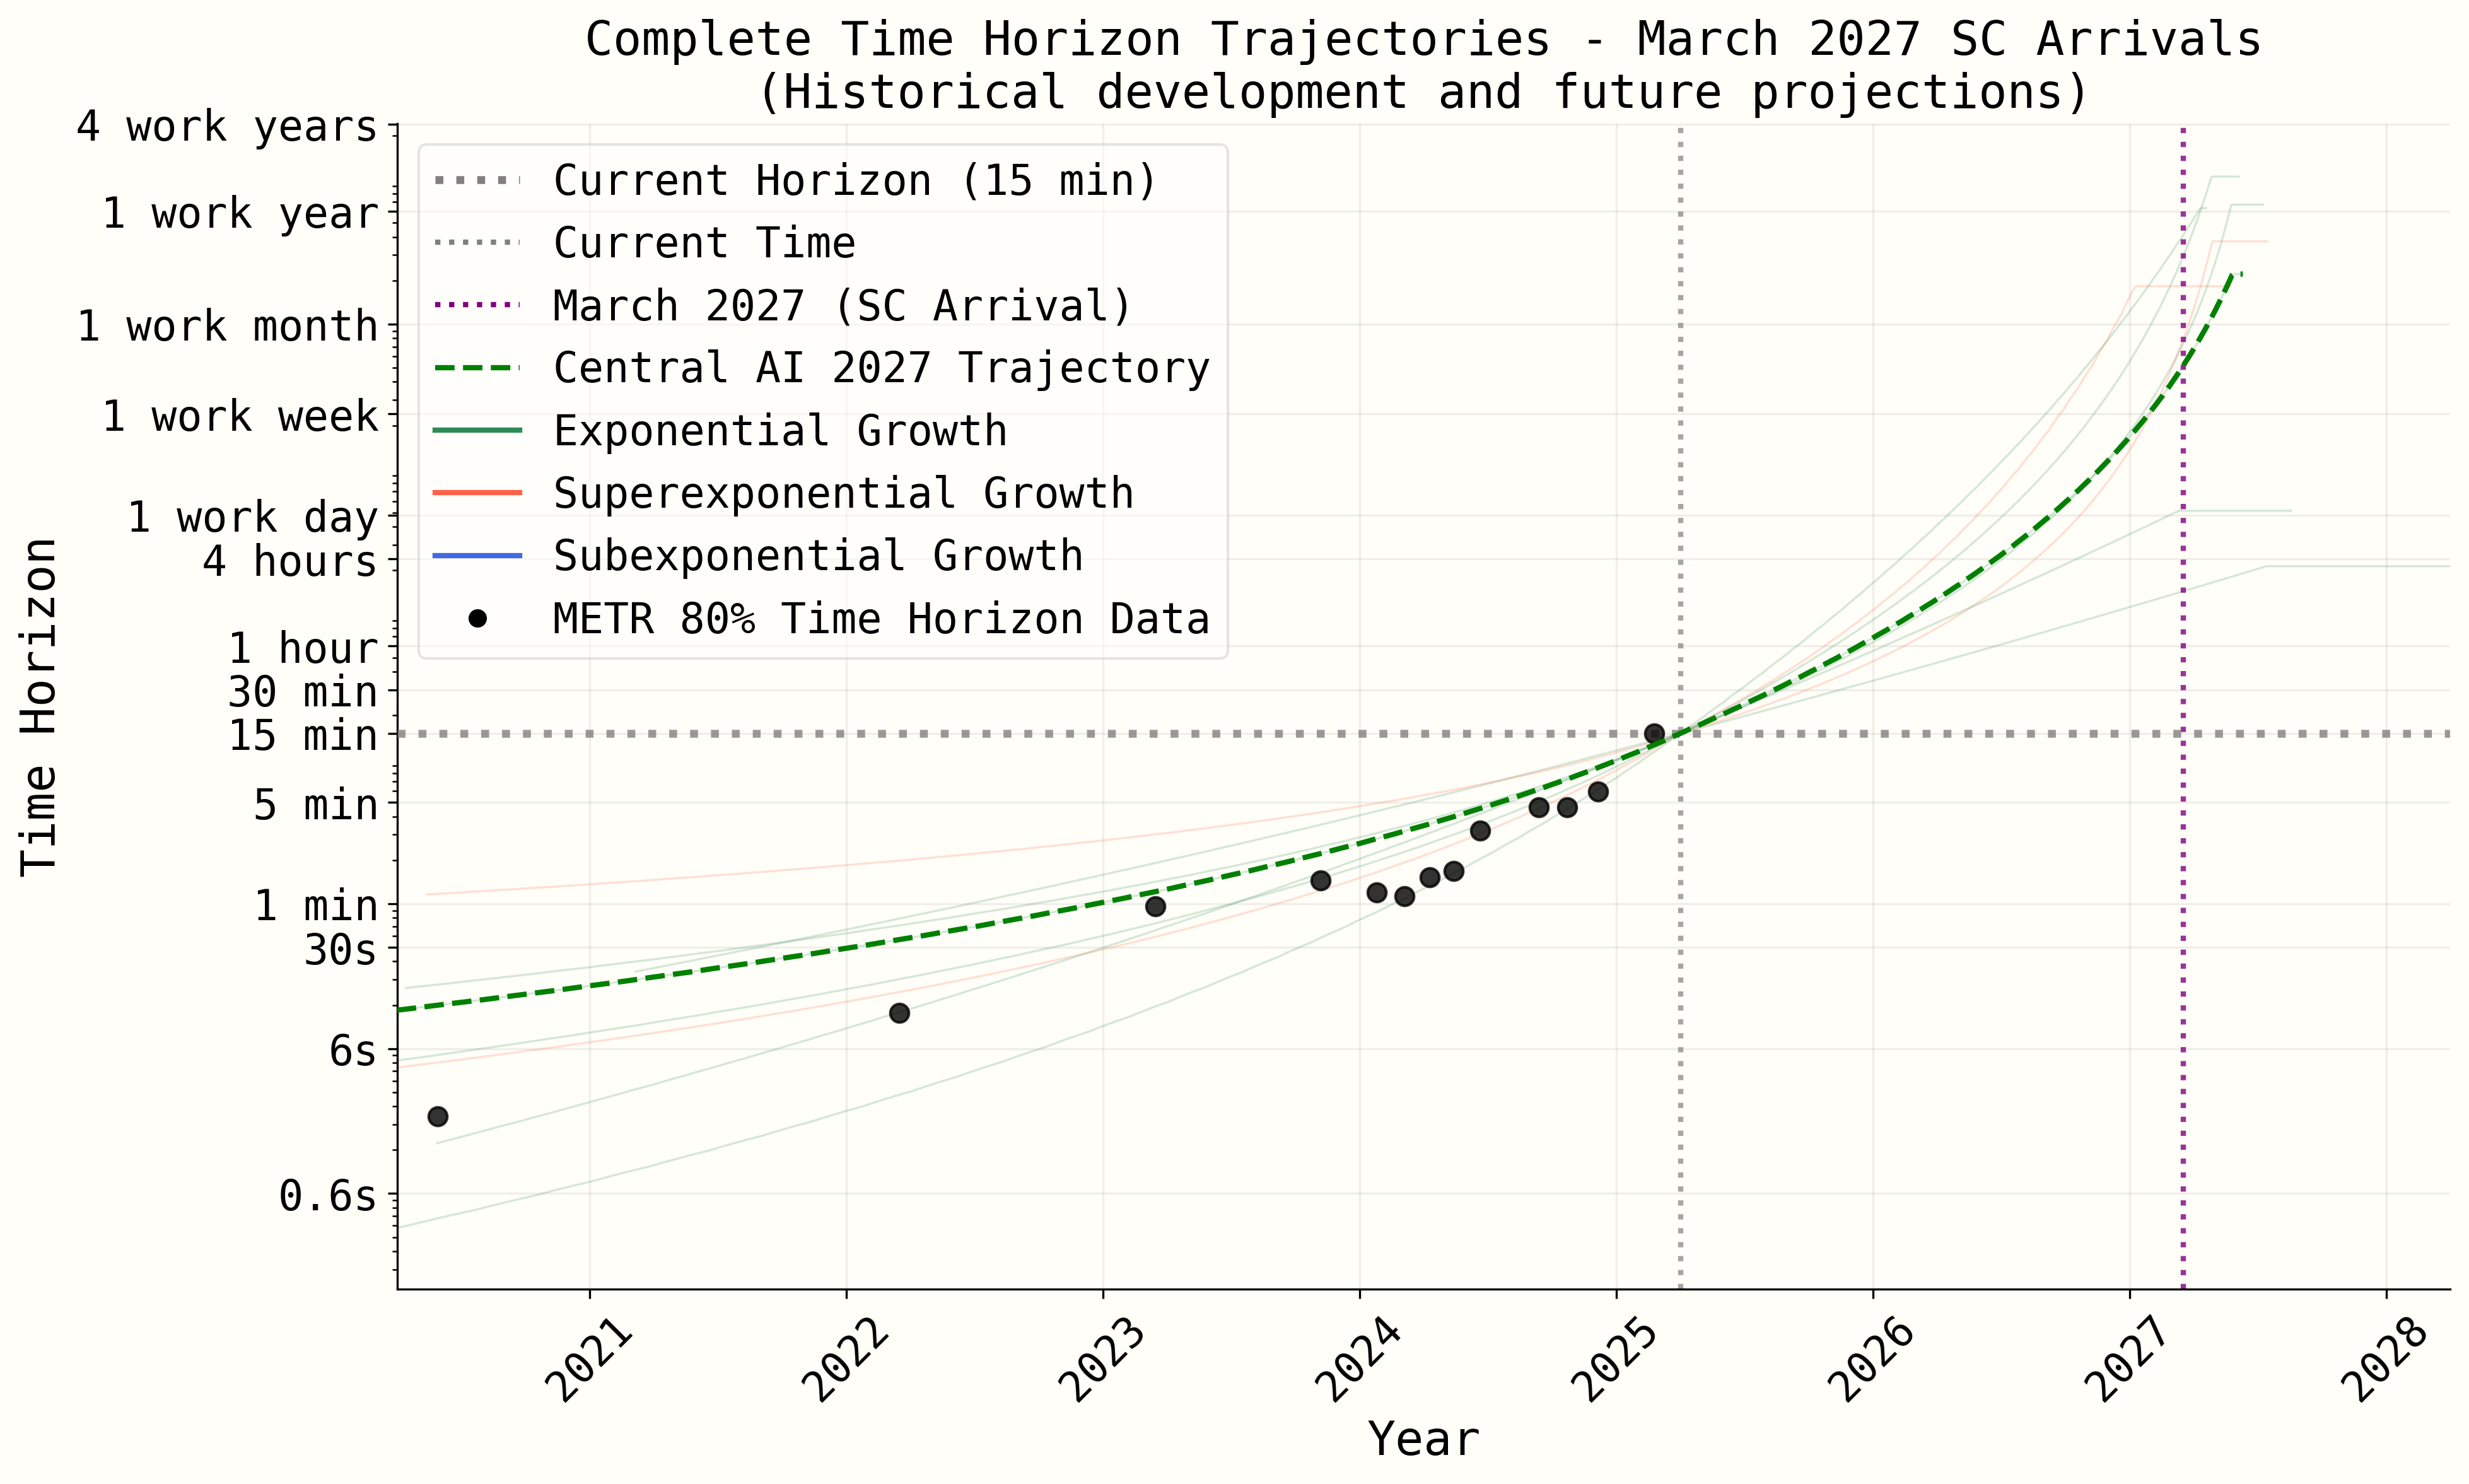 Complete Time Horizon Trajectories - March 2027 SC Arrivals
(Historical development and future projections)
4 work years
1 work year
1 work month
1 work week
1 work day
4 hours
1 hour
30 min
15 min
5 min
1 min
30s
6s
0.6s
Time Horizon
Current Horizon (15 min)
Current Time
March 2027 (SC Arrival)
Central AI 2027 Trajectory
Exponential Growth
Superexponential Growth
Subexponential Growth
METR 80% Time Horizon Data
2021
2022
2023
2024
2025
2026
2027
2028
Year